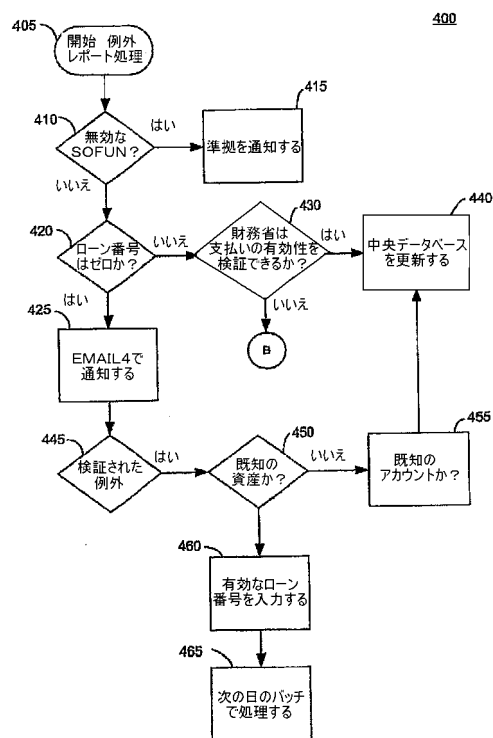 400
405
開始 例外
レポート処理
410
無効な
SOFUN?
はい
415
準拠を通知する
いいえ
420
ローン番号
はゼロか?
いいえ
430
財務省は
支払いの有効性を
検証できるか?
はい
440
中央データベース
を更新する
はい
425
EMAIL4で
通知する
いいえ
B
445
検証された
例外
はい
450
既知の
資産か?
いいえ
455
既知の
アカウントか?
460
有効なローン
番号を入力する
465
次の日のバッチ
で処理する